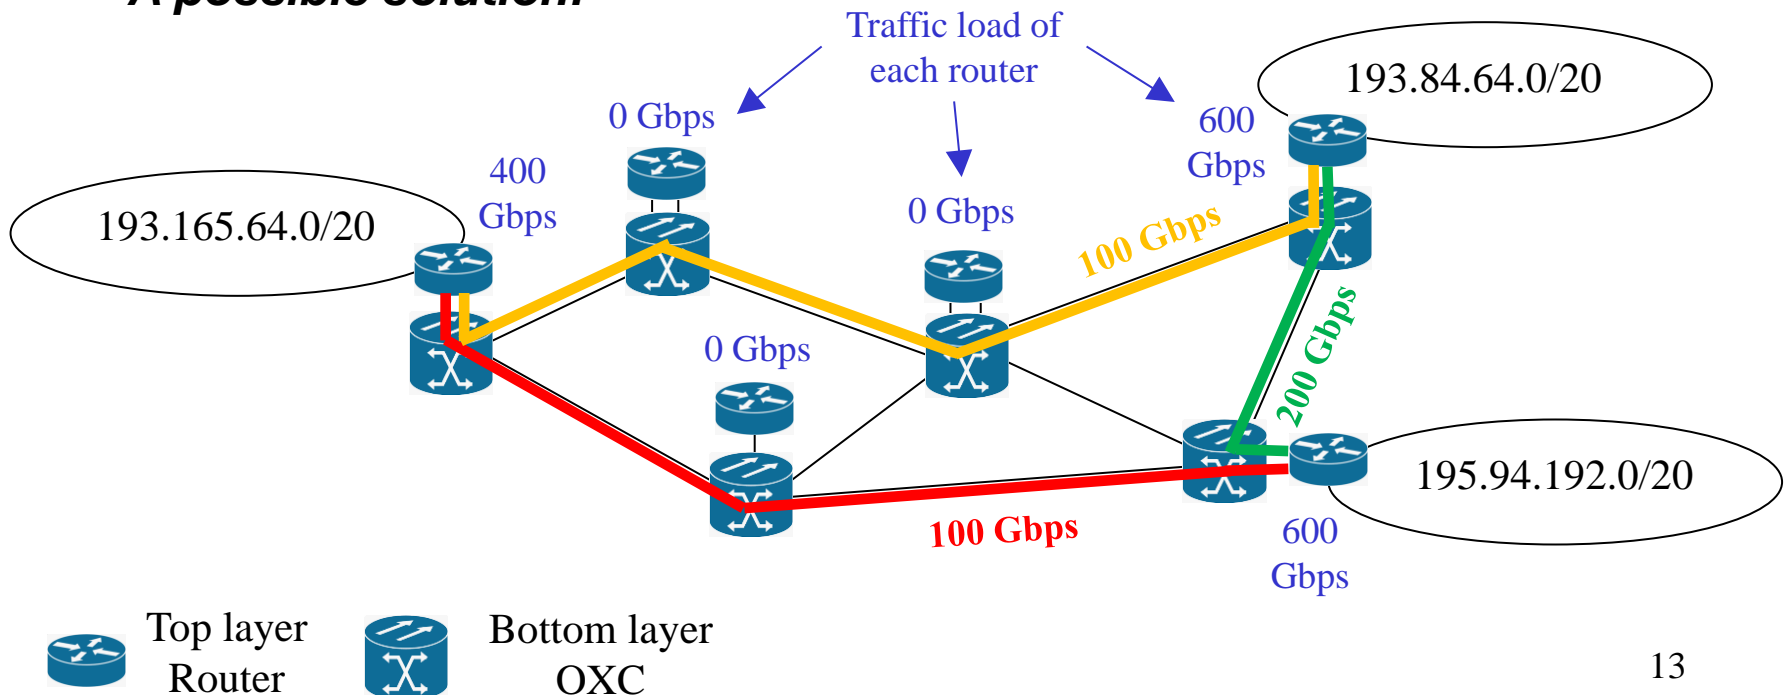 A possible solution:
Traffic load of
each router
193.84.64.0/20
0 Gbps
600
Gbps
400
Gbps
193.165.64.0/20
0 Gbps
100 Gbps
0 Gbps
200 Gbps
195.94.192.0/20
100 Gbps
600
Gbps
Top layer
Router
Bottom layer
OXC
13